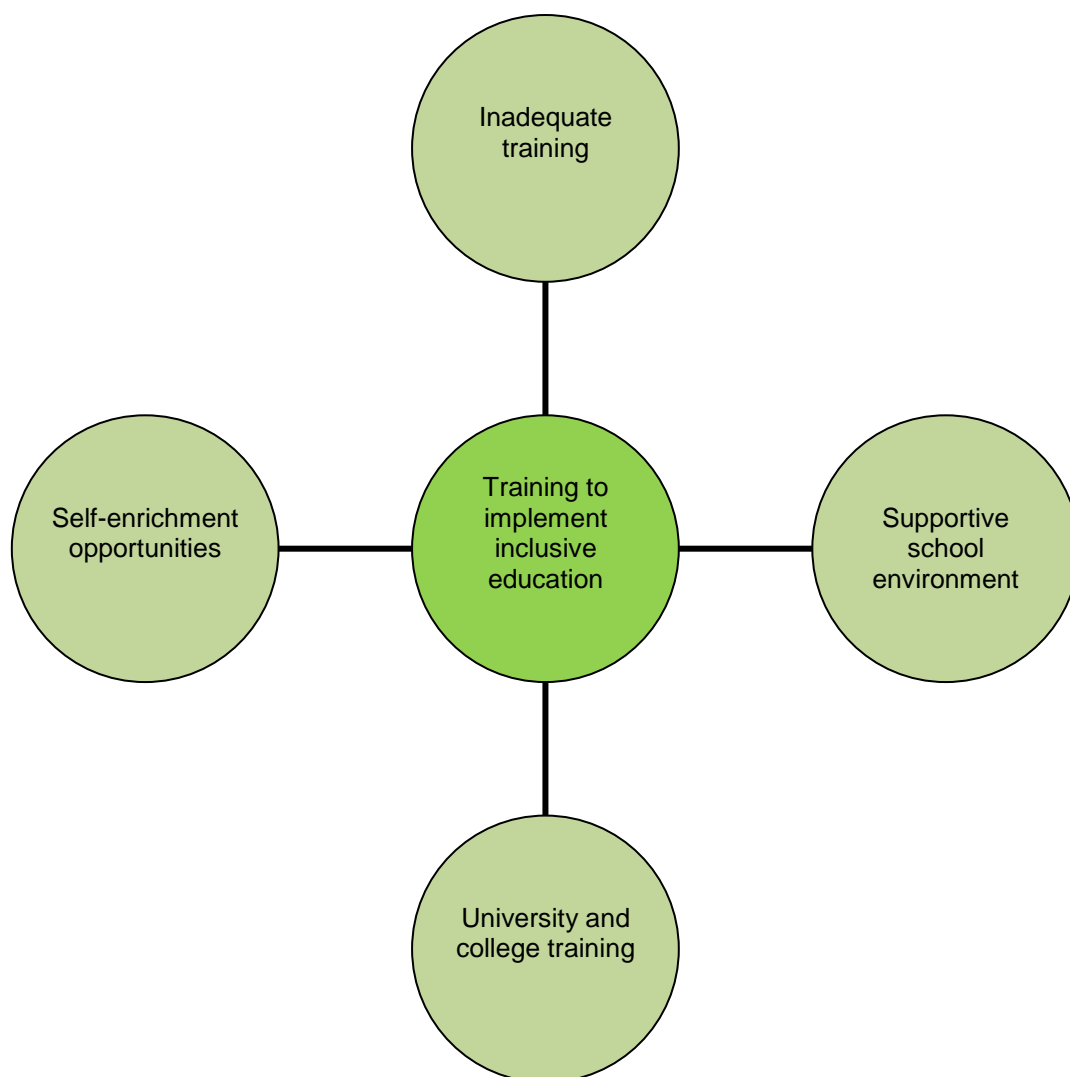 Inadequate
training
Self-enrichment
opportunities
Training to
implement
inclusive
education
Supportive
school
environment
University and
college training